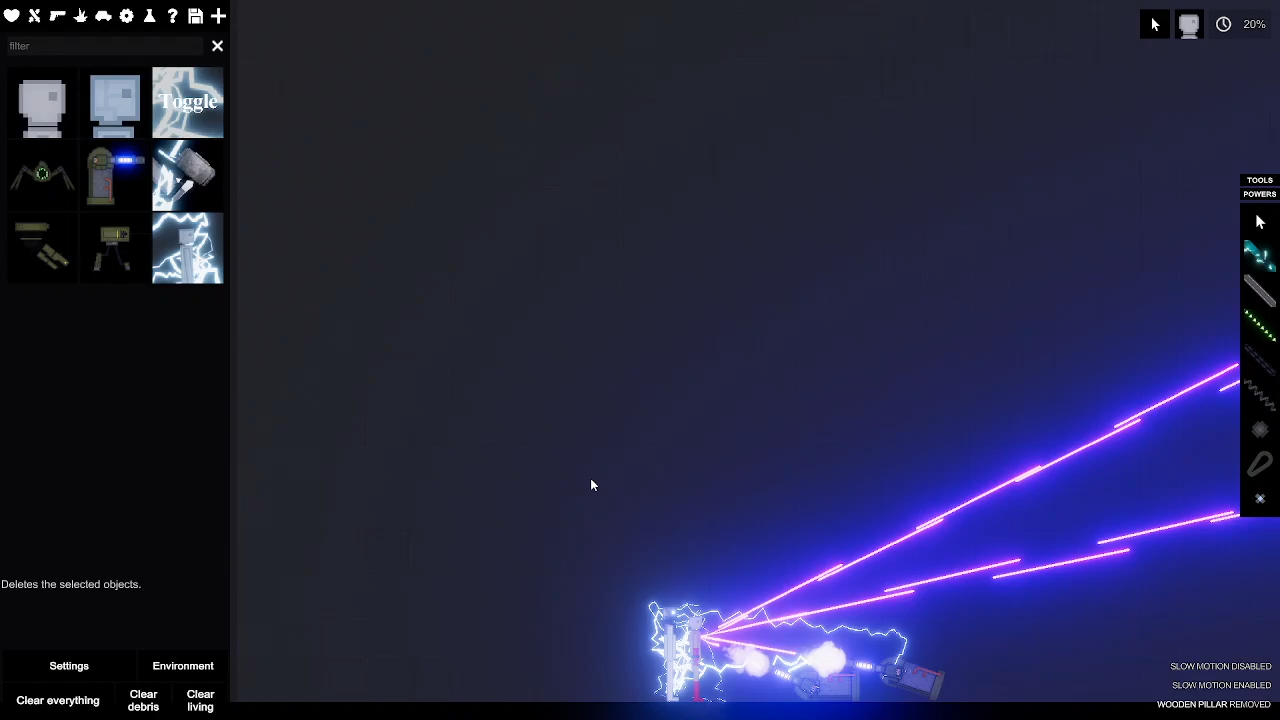 filter
20%
Toggle
TOOLS
POWERS
Deletes the selected objects.
Settings
Environment
Clear everything
Clear
debris
Clear
living
SLOW MOTION DISABLED
SLOW MOTION ENABLED
WOODEN PILLAR REMOVED